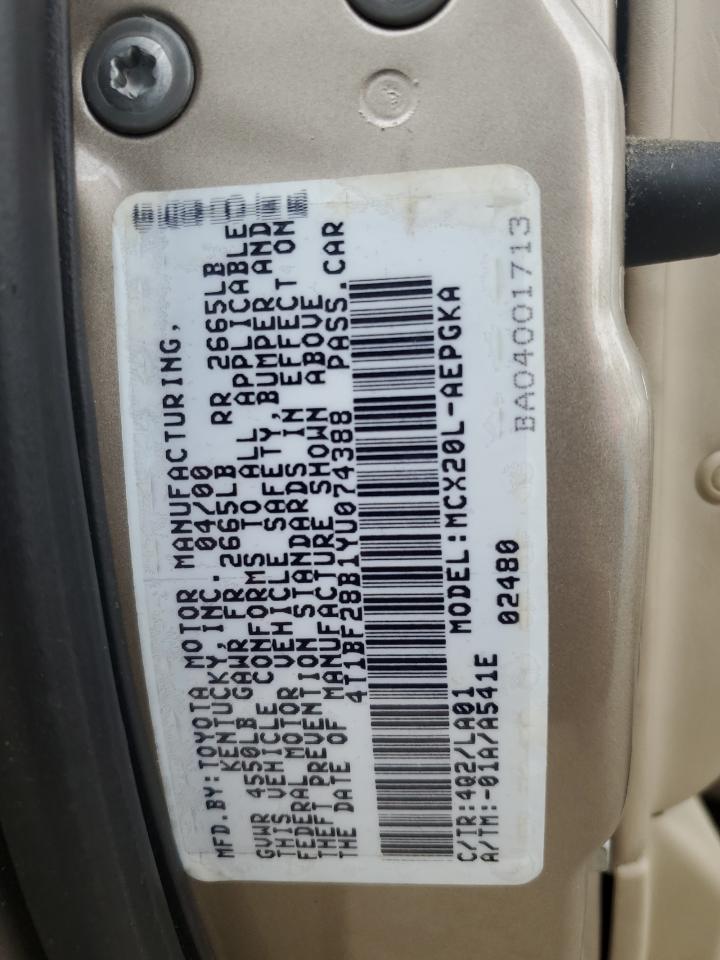 MFD.BY:TOYOTA MOTOR MANUFACTURING,
KENTUCKY,INC. 04/00
GVWR 4550LB GAWR FR 2665LB RR 2665LB
THIS VEHICLE CONFORMS TO ALL APPLICABLE
FEDERAL MOTOR VEHICLE SAFETY,BUMPER AND
THEFT PREVENTION STANDARDS IN EFFECT ON
THE DATE OF MANUFACTURE SHOWN ABOVE
4T1BF28B1YU074388 PASS.CAR
MODEL:MCX20L-AEPGKA
C/TR:4Q2/LA01
A/TM:-01A/A541E 02480
BA04001713